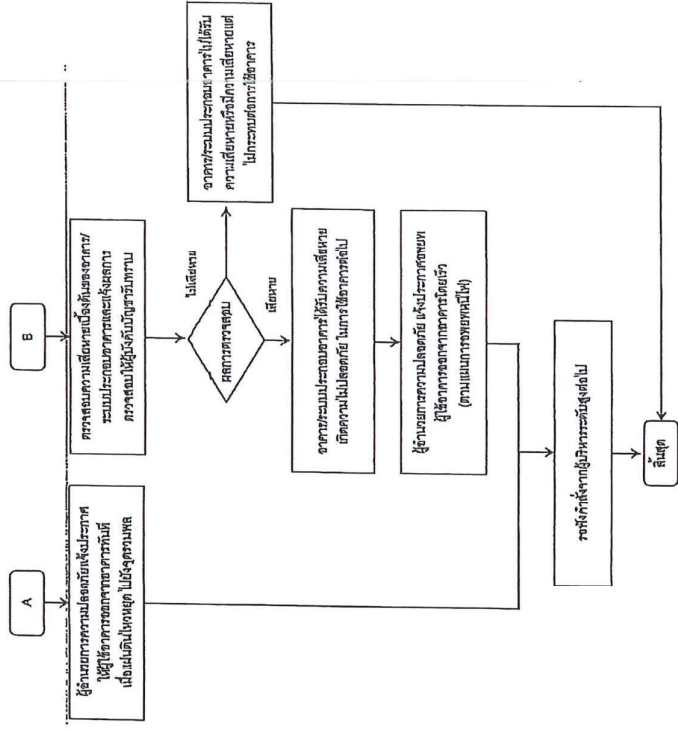 A
ผู้อำนวยการความปลอดภัยแจ้งประกาศ
ให้ผู้ใช้อาคารออกจากอาคารทันที
เมื่อแผ่นดินไหวหยุด ไปยังจุดรวมพล
B
ตรวจสอบความเสียหายเบื้องต้นของอาคาร/
ระบบประกอบอาคารและแจ้งผลการ
ตรวจสอบให้ผู้บังคับบัญชารับทราบ
ผลการตรวจสอบ
ไม่เสียหาย
อาคาร/ระบบประกอบอาคารไม่ได้รับ
ความเสียหายหรือมีความเสียหายแต่
ไม่กระทบต่อการใช้อาคาร
เสียหาย
อาคาร/ระบบประกอบอาคารได้รับความเสียหาย
เกิดความไม่ปลอดภัย ในการใช้อาคารต่อไป
ผู้อำนวยการความปลอดภัย แจ้งประกาศอพยพ
ผู้ใช้อาคารออกจากอาคารโดยเร็ว
(ตามแผนการอพยพหนีไฟ)
รอฟังคำสั่งจากผู้บริหารระดับสูงต่อไป
สิ้นสุด